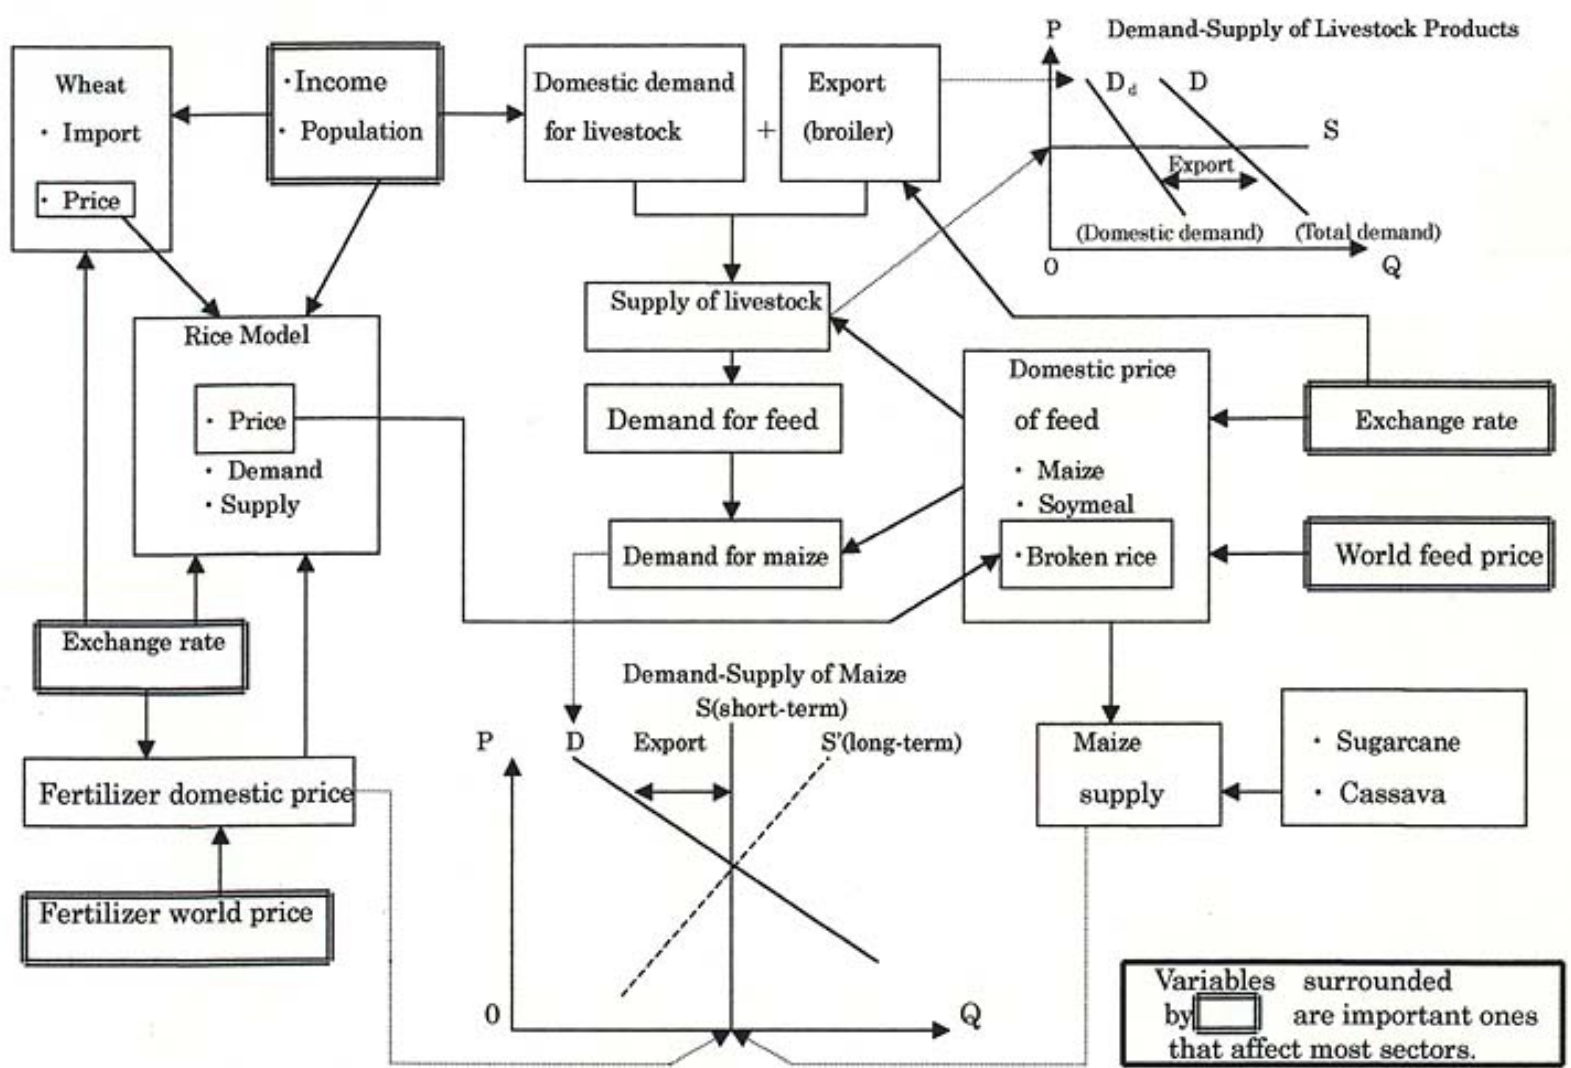 Wheat
・ Import
・ Price
・Income
・ Population
Domestic demand
for livestock
+
Export
(broiler)
P
Demand-Supply of Livestock Products
Dd
D
S
Export
(Domestic demand)
(Total demand)
0
Q
Rice Model
・ Price
・ Demand
・Supply
Supply of livestock
Demand for feed
Demand for maize
Domestic price
of feed
・ Maize
・ Soymeal
・Broken rice
Exchange rate
World feed price
Exchange rate
Fertilizer domestic price
Fertilizer world price
Demand-Supply of Maize
S(short-term)
P
D
Export
S'(long-term)
0
Q
Maize
supply
・ Sugarcane
・ Cassava
Variables surrounded
by are important ones
that affect most sectors.